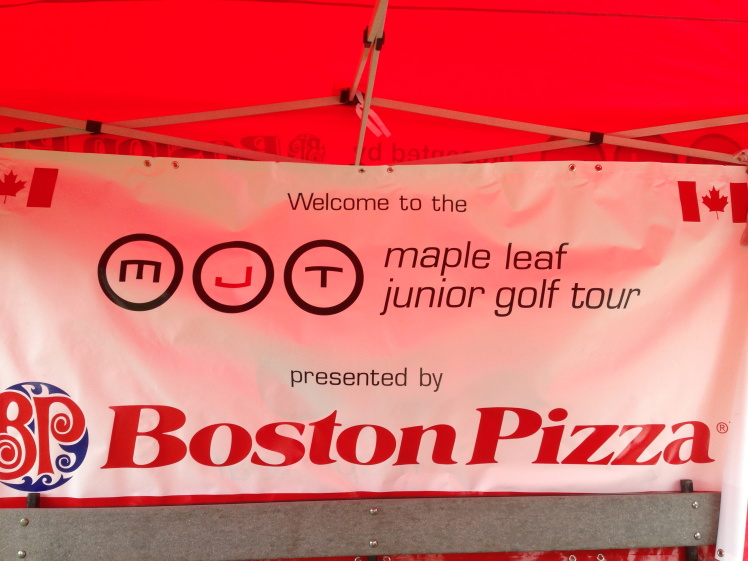 Welcome to the
MJT maple leaf
junior golf tour
presented by
BP Boston Pizza®